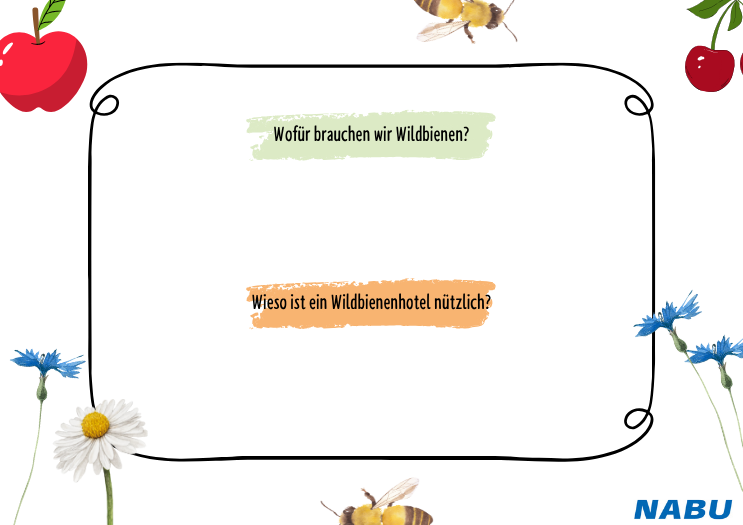 Wofür brauchen wir Wildbienen?
Wieso ist ein Wildbienenhotel nützlich?
NABU